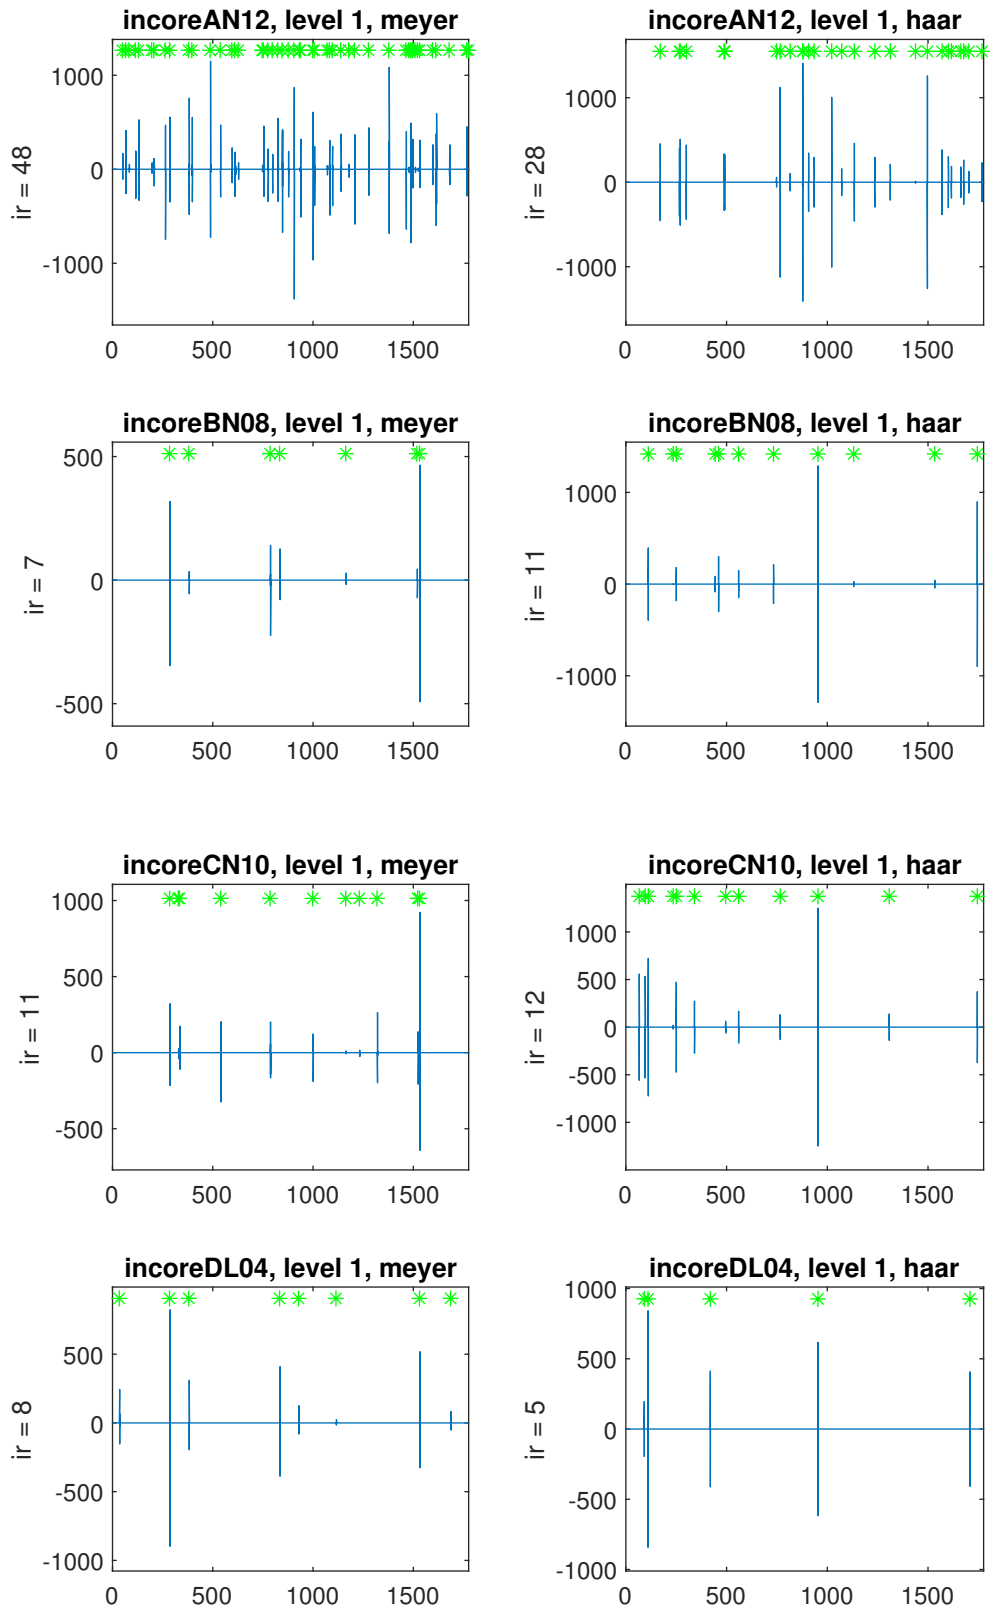 incoreAN12, level 1, meyer
1000
0
-1000
ir = 48
0 500 1000 1500
incoreAN12, level 1, haar
1000
0
-1000
ir = 28
0 500 1000 1500
incoreBN08, level 1, meyer
500
0
-500
ir = 7
0 500 1000 1500
incoreBN08, level 1, haar
1000
0
-1000
ir = 11
0 500 1000 1500
incoreCN10, level 1, meyer
1000
500
0
-500
ir = 11
0 500 1000 1500
incoreCN10, level 1, haar
1000
500
0
-500
-1000
ir = 12
0 500 1000 1500
incoreDL04, level 1, meyer
500
0
-500
-1000
ir = 8
0 500 1000 1500
incoreDL04, level 1, haar
1000
500
0
-500
-1000
ir = 5
0 500 1000 1500